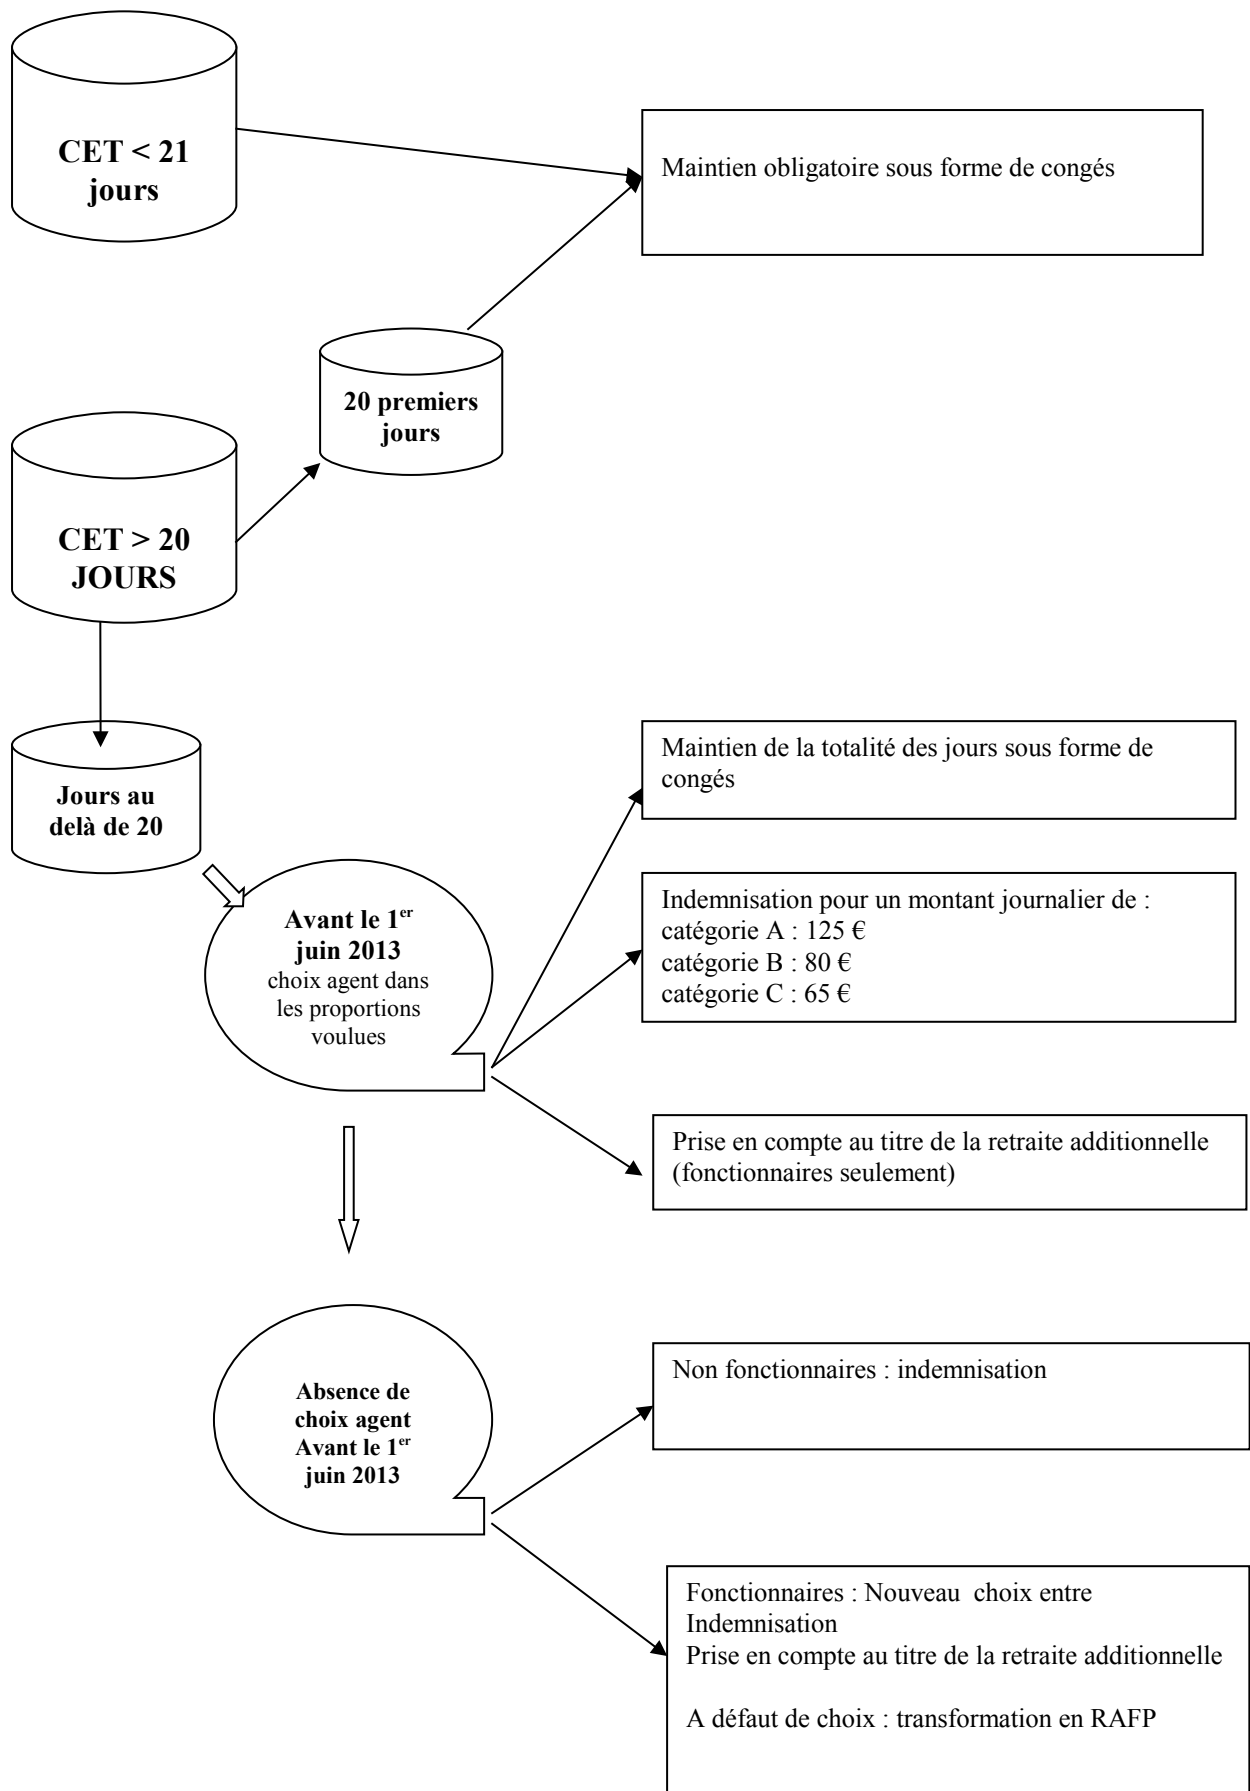 CET < 21
jours
Maintien obligatoire sous forme de congés
20 premiers
jours
CET > 20
JOURS
Jours au
delà de 20
Maintien de la totalité des jours sous forme de
congés
Avant le 1er
juin 2013
choix agent dans
les proportions
voulues
Indemnisation pour un montant journalier de :
catégorie A : 125 €
catégorie B : 80 €
catégorie C : 65 €
Prise en compte au titre de la retraite additionnelle
(fonctionnaires seulement)
Absence de
choix agent
Avant le 1er
juin 2013
Non fonctionnaires : indemnisation
Fonctionnaires : Nouveau  choix entre
Indemnisation
Prise en compte au titre de la retraite additionnelle
A défaut de choix : transformation en RAFP